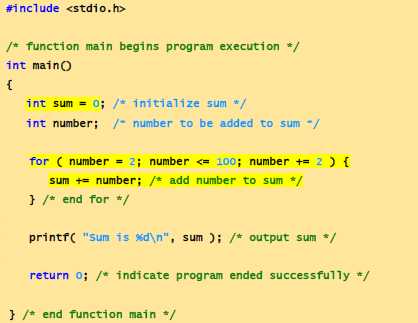 #include <stdio.h>
/* function main begins program execution */
int main()
{
int sum = 0; /* initialize sum */
int number; /* number to be added to sum */
for ( number = 2; number <= 100; number += 2 ) {
sum += number; /* add number to sum */
} /* end for */
printf( "Sum is %d\n", sum ); /* output sum */
return 0; /* indicate program ended successfully */
} /* end function main */